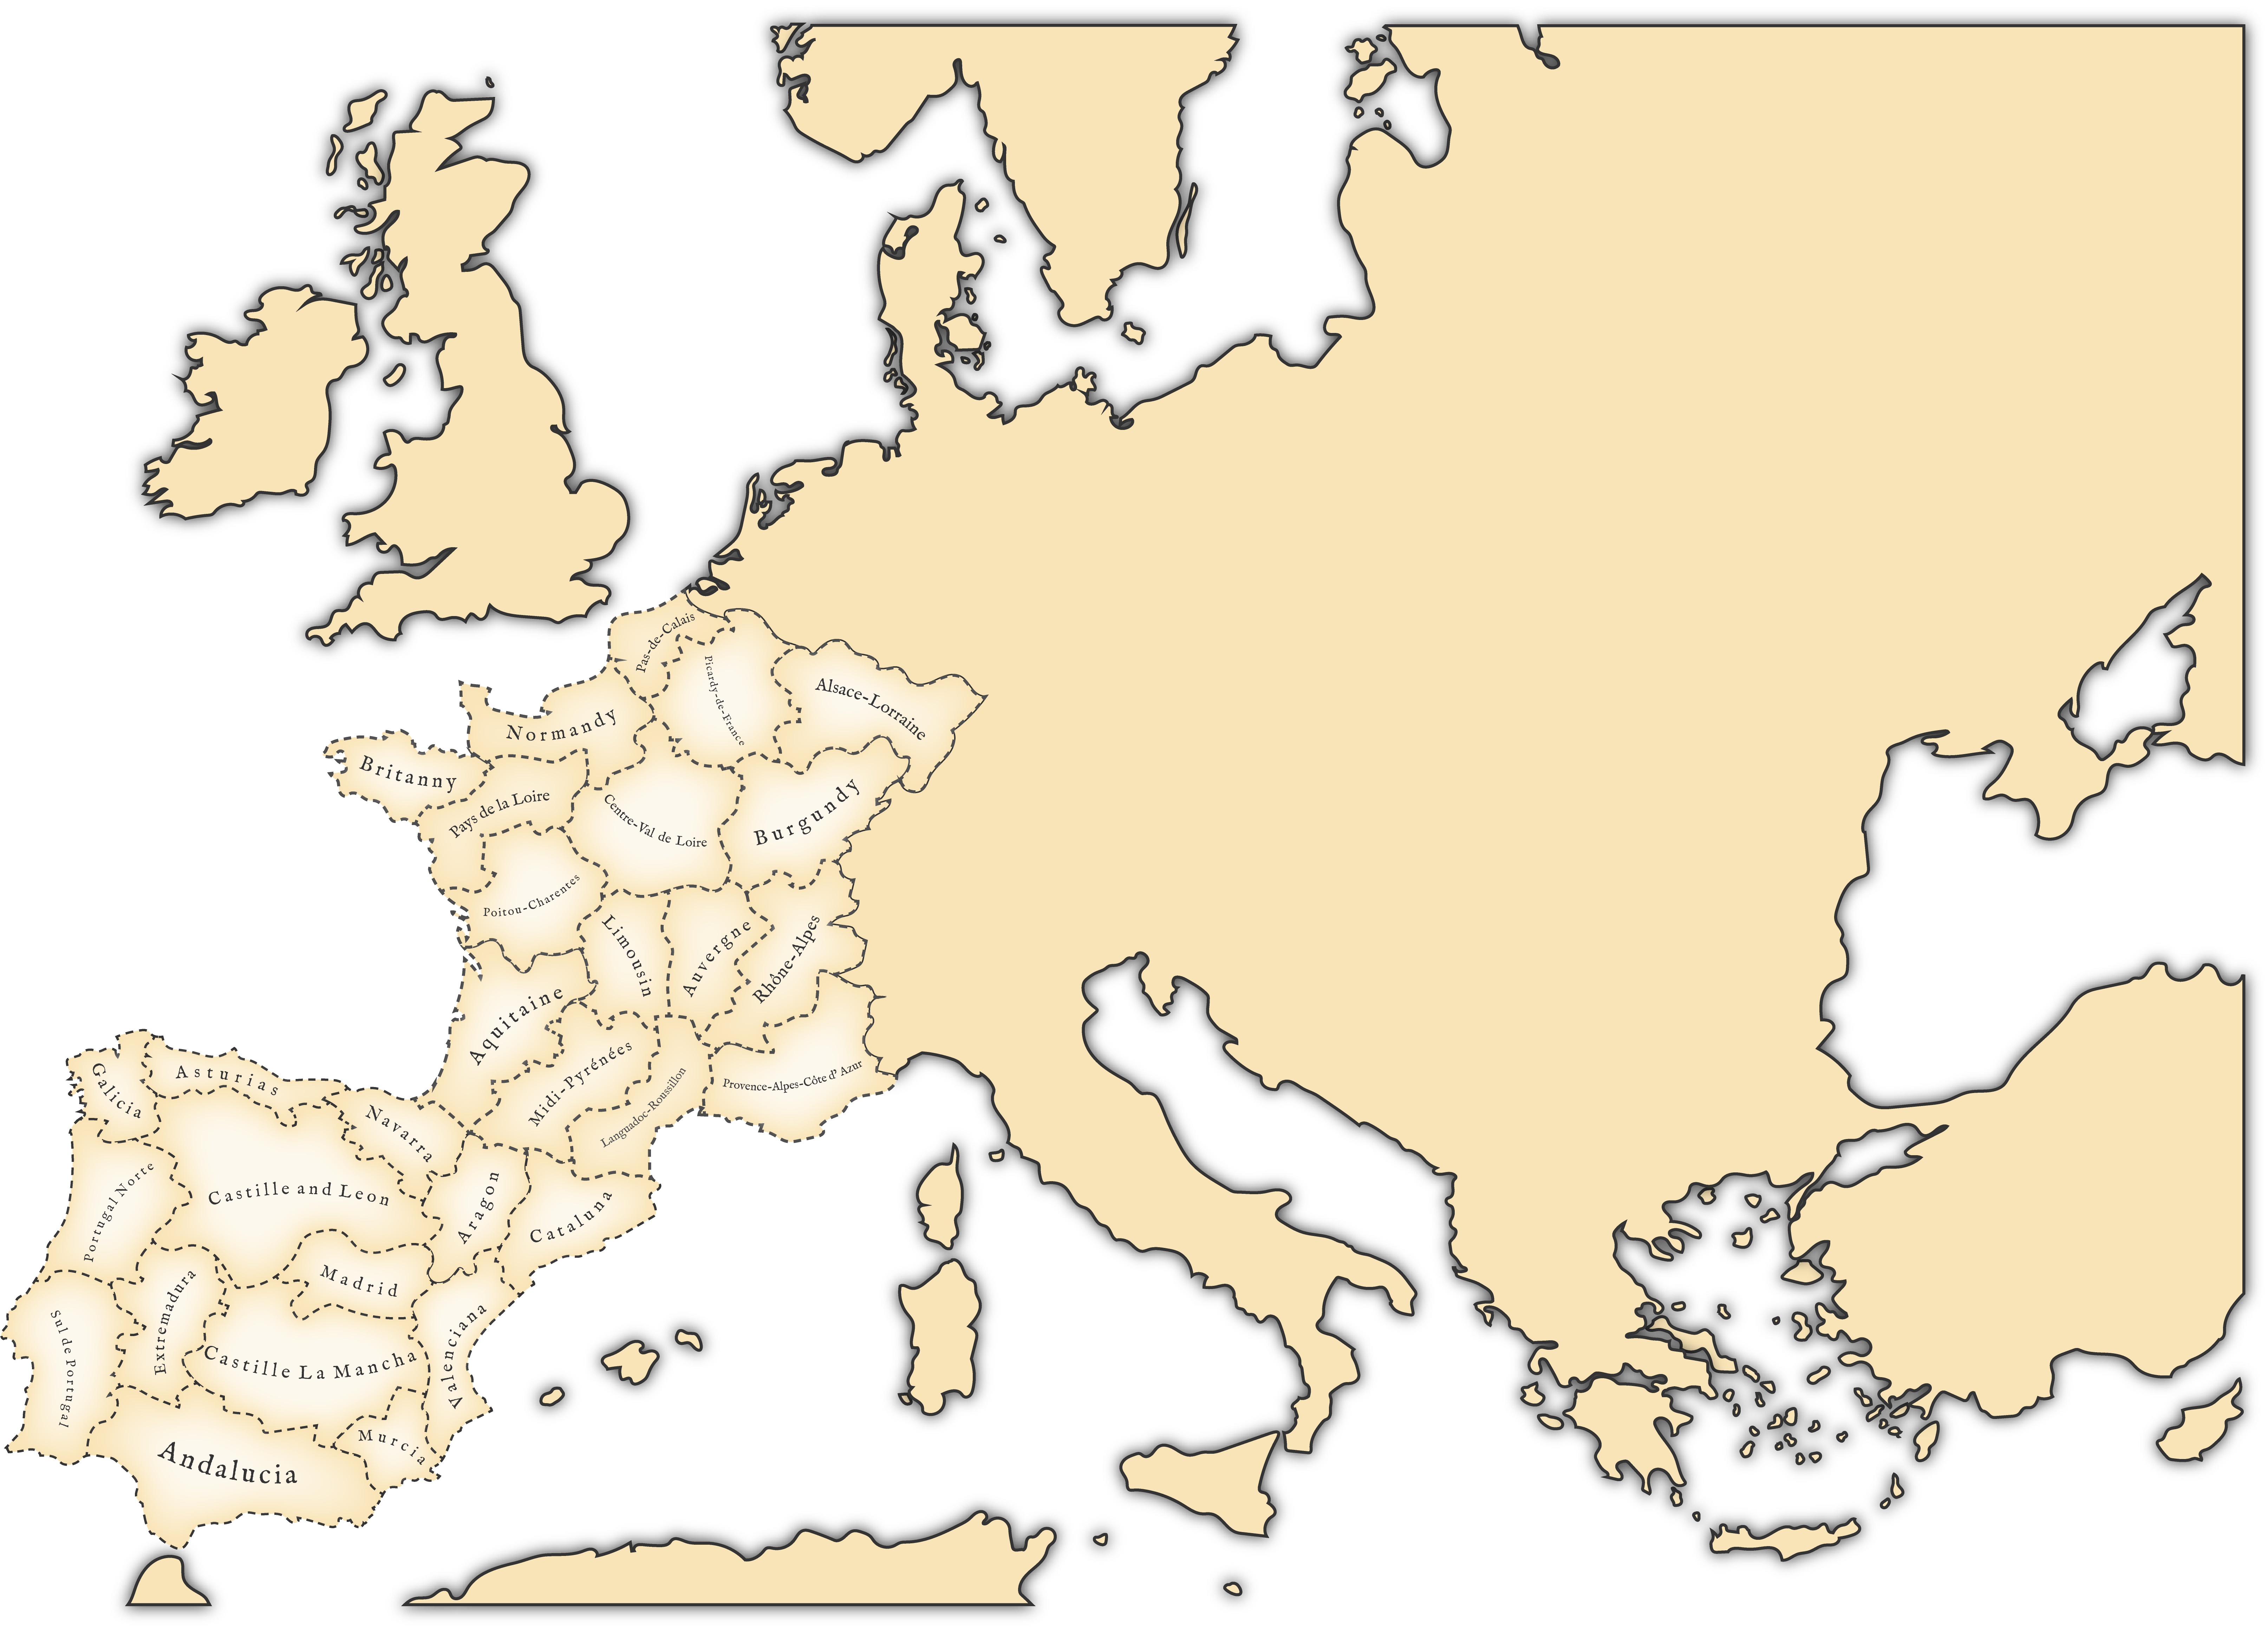 Pas-de-Calais
Picardy-de-France
Alsace-Lorraine
Normandy
Britanny
Pays de la Loire
Centre-Val de Loire
Burgundy
Poitou-Charentes
Limousin
Auvergne
Rhône-Alpes
Aquitaine
Midi-Pyrénées
Languadoc-Roussillon
Provence-Alpes-Côte d' Azur
Galicia
Asturias
Navarra
Portugal Norte
Castille and Leon
Aragon
Cataluna
Madrid
Extremadura
Sul de Portugal
Castille La Mancha
Valenciana
Murcia
Andalucia